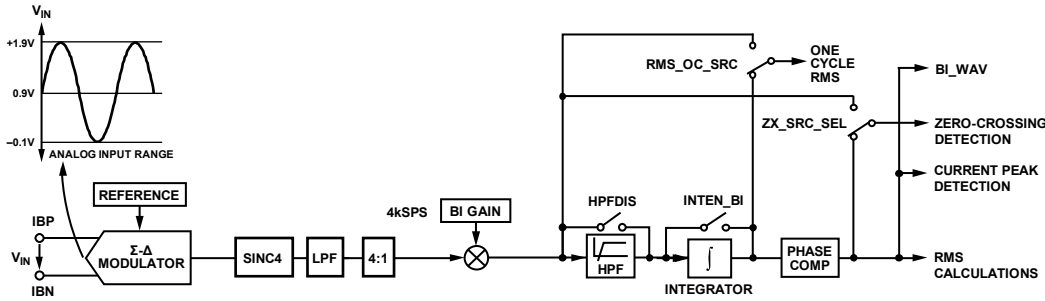 V_IN
+1.9V
0.9V
–0.1V
ANALOG INPUT RANGE
REFERENCE
IBP
V_IN
IBN
Σ-Δ
MODULATOR
SINC4
LPF
4:1
4kSPS
BI GAIN
HPFDIS
HPF
INTEN_BI
∫
INTEGRATOR
PHASE
COMP
RMS_OC_SRC
ONE
CYCLE
RMS
ZX_SRC_SEL
BI_WAV
ZERO-CROSSING
DETECTION
CURRENT PEAK
DETECTION
RMS
CALCULATIONS